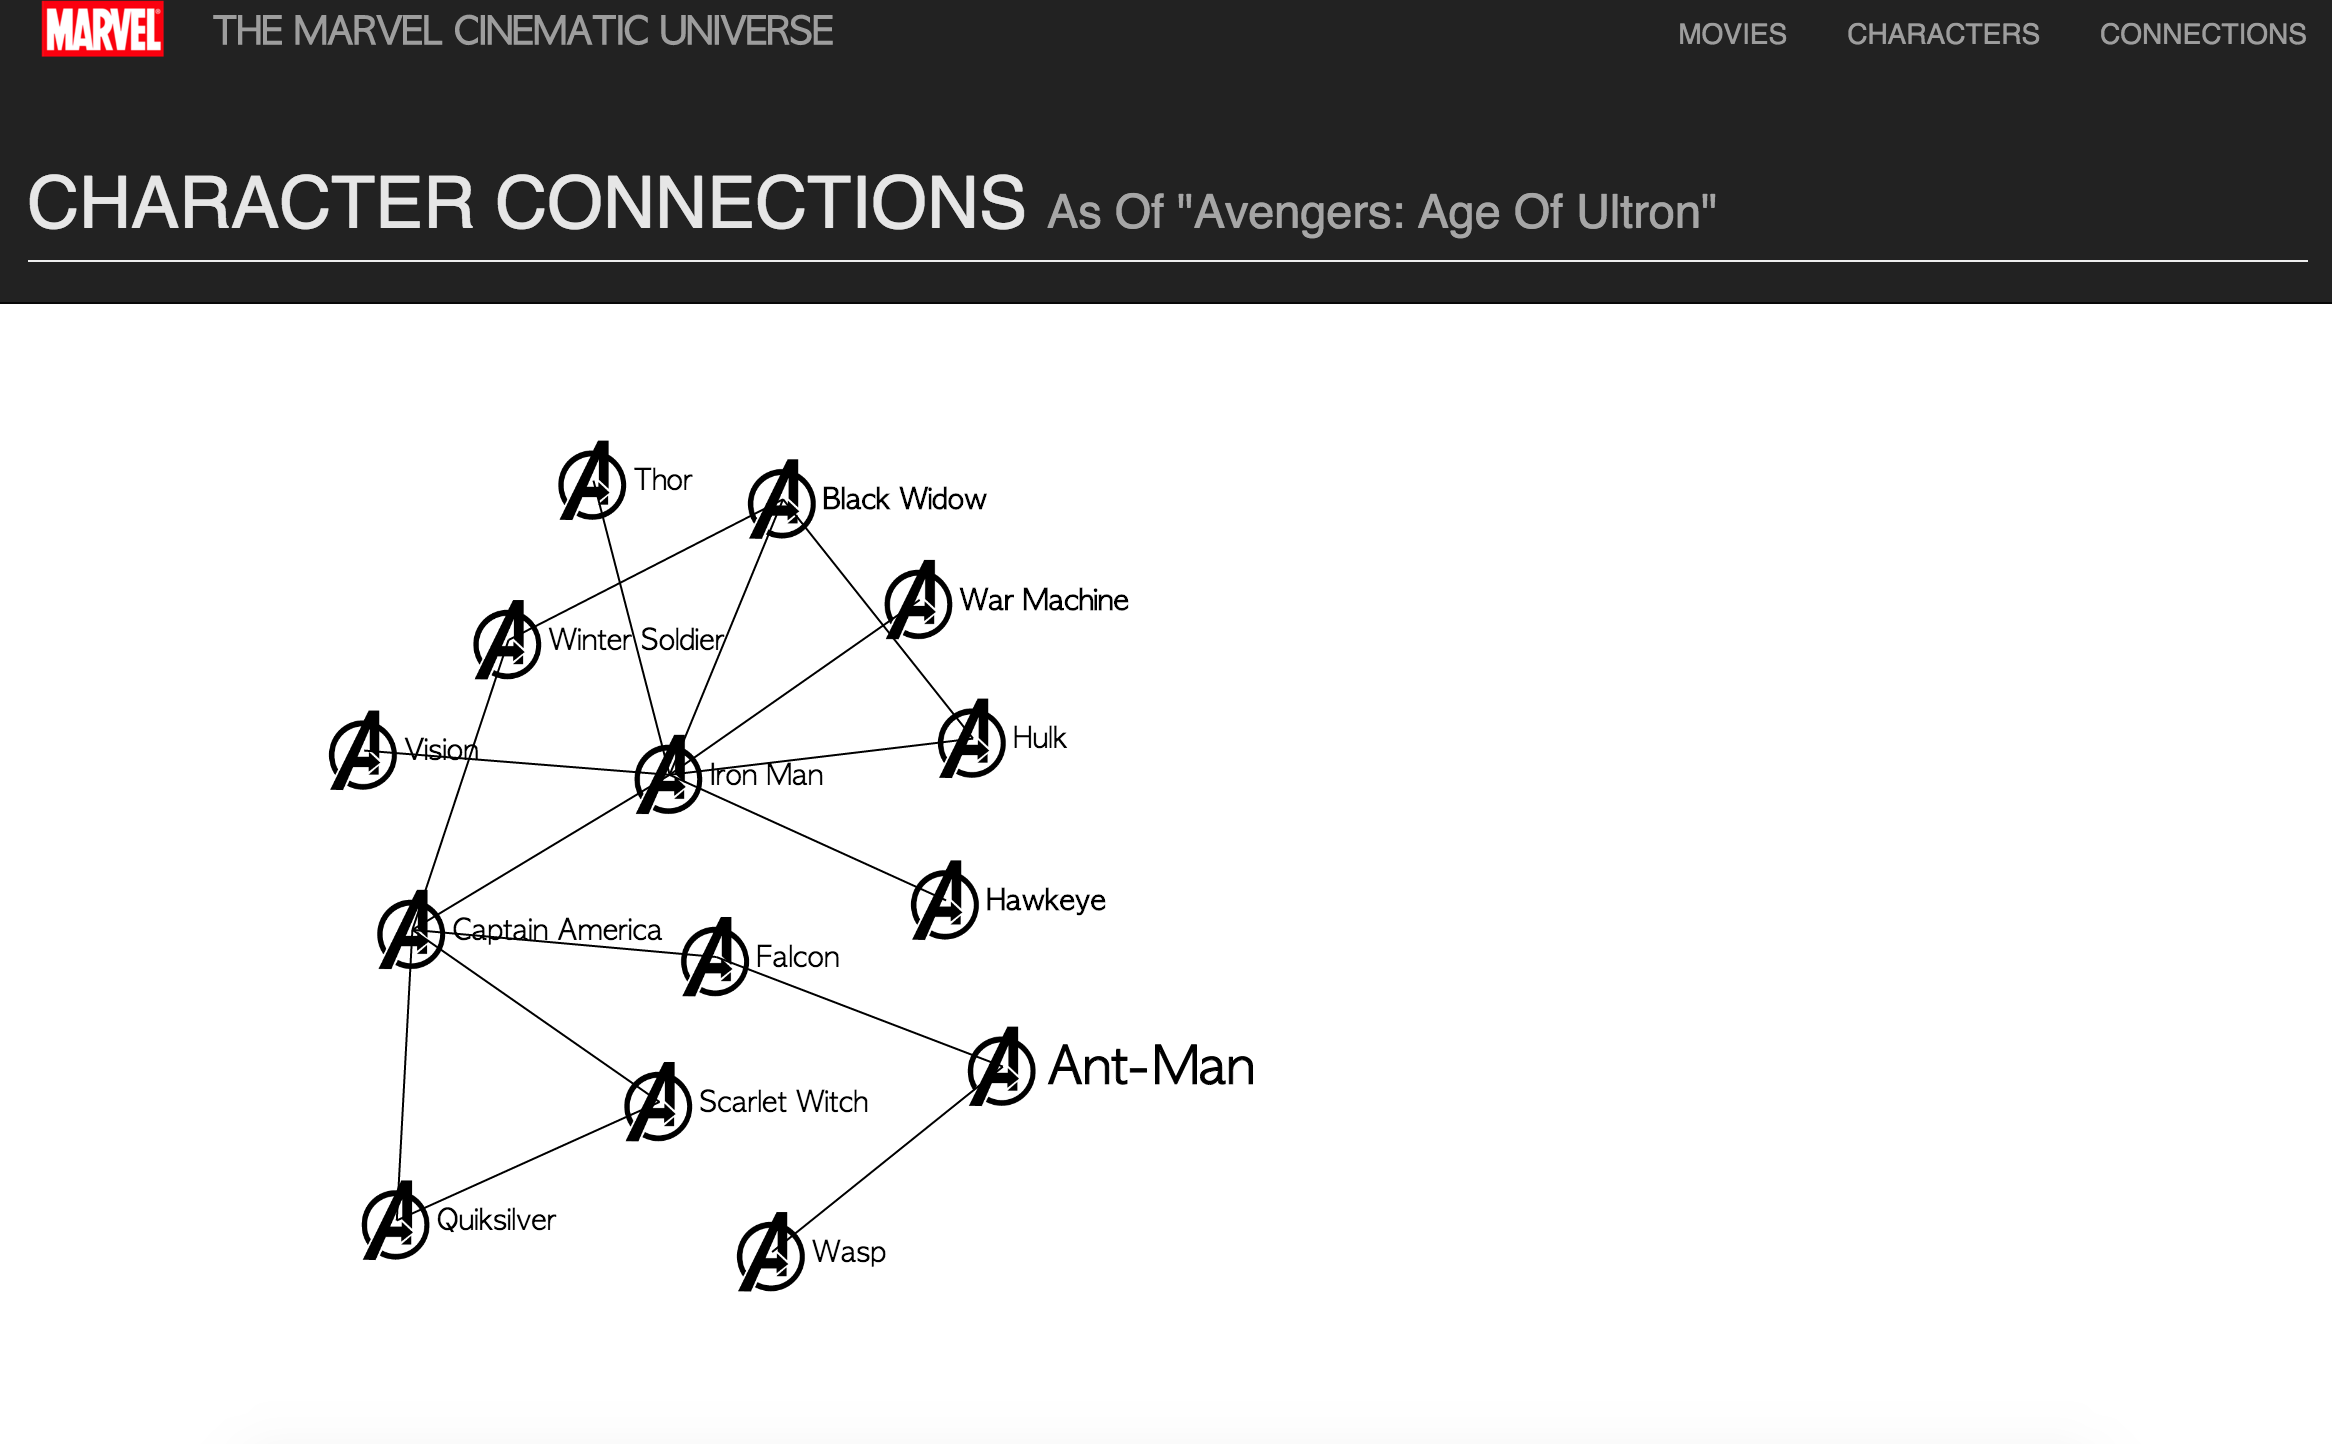 MARVEL
THE MARVEL CINEMATIC UNIVERSE
MOVIES
CHARACTERS
CONNECTIONS
CHARACTER CONNECTIONS As Of "Avengers: Age Of Ultron"
Thor
Black Widow
War Machine
Winter Soldier
Vision
Hulk
Iron Man
Hawkeye
Captain America
Falcon
Ant-Man
Scarlet Witch
Quiksilver
Wasp